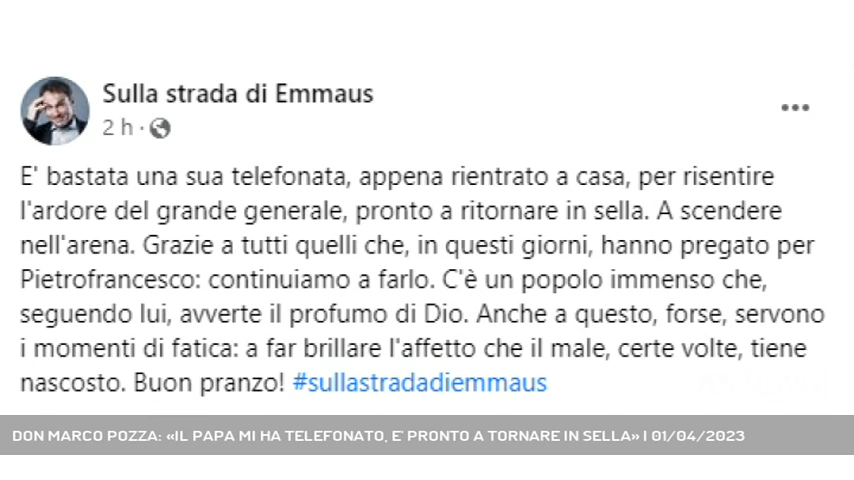 Sulla strada di Emmaus
2 h ·
E' bastata una sua telefonata, appena rientrato a casa, per risentire
l'ardore del grande generale, pronto a ritornare in sella. A scendere
nell'arena. Grazie a tutti quelli che, in questi giorni, hanno pregato per
Pietrofrancesco: continuiamo a farlo. C'è un popolo immenso che,
seguendo lui, avverte il profumo di Dio. Anche a questo, forse, servono
i momenti di fatica: a far brillare l'affetto che il male, certe volte, tiene
nascosto. Buon pranzo! #sullastradadiemmaus
DON MARCO POZZA: «IL PAPA MI HA TELEFONATO, E' PRONTO A TORNARE IN SELLA» | 01/04/2023